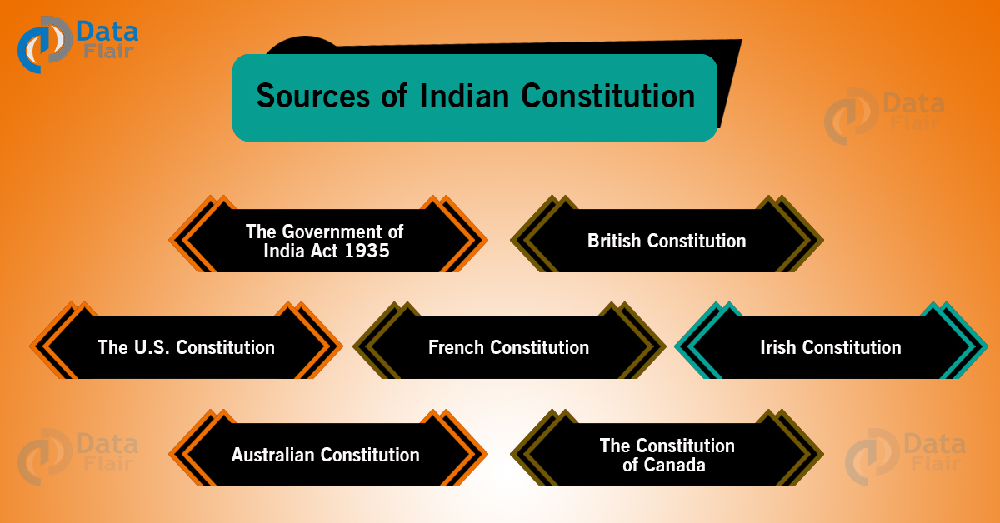 Data
Flair
Sources of Indian Constitution
Data
Flair
The Government of
India Act 1935
British Constitution
The U.S. Constitution
French Constitution
Irish Constitution
Australian Constitution
The Constitution
of Canada
Data
Flair
Data
Flair